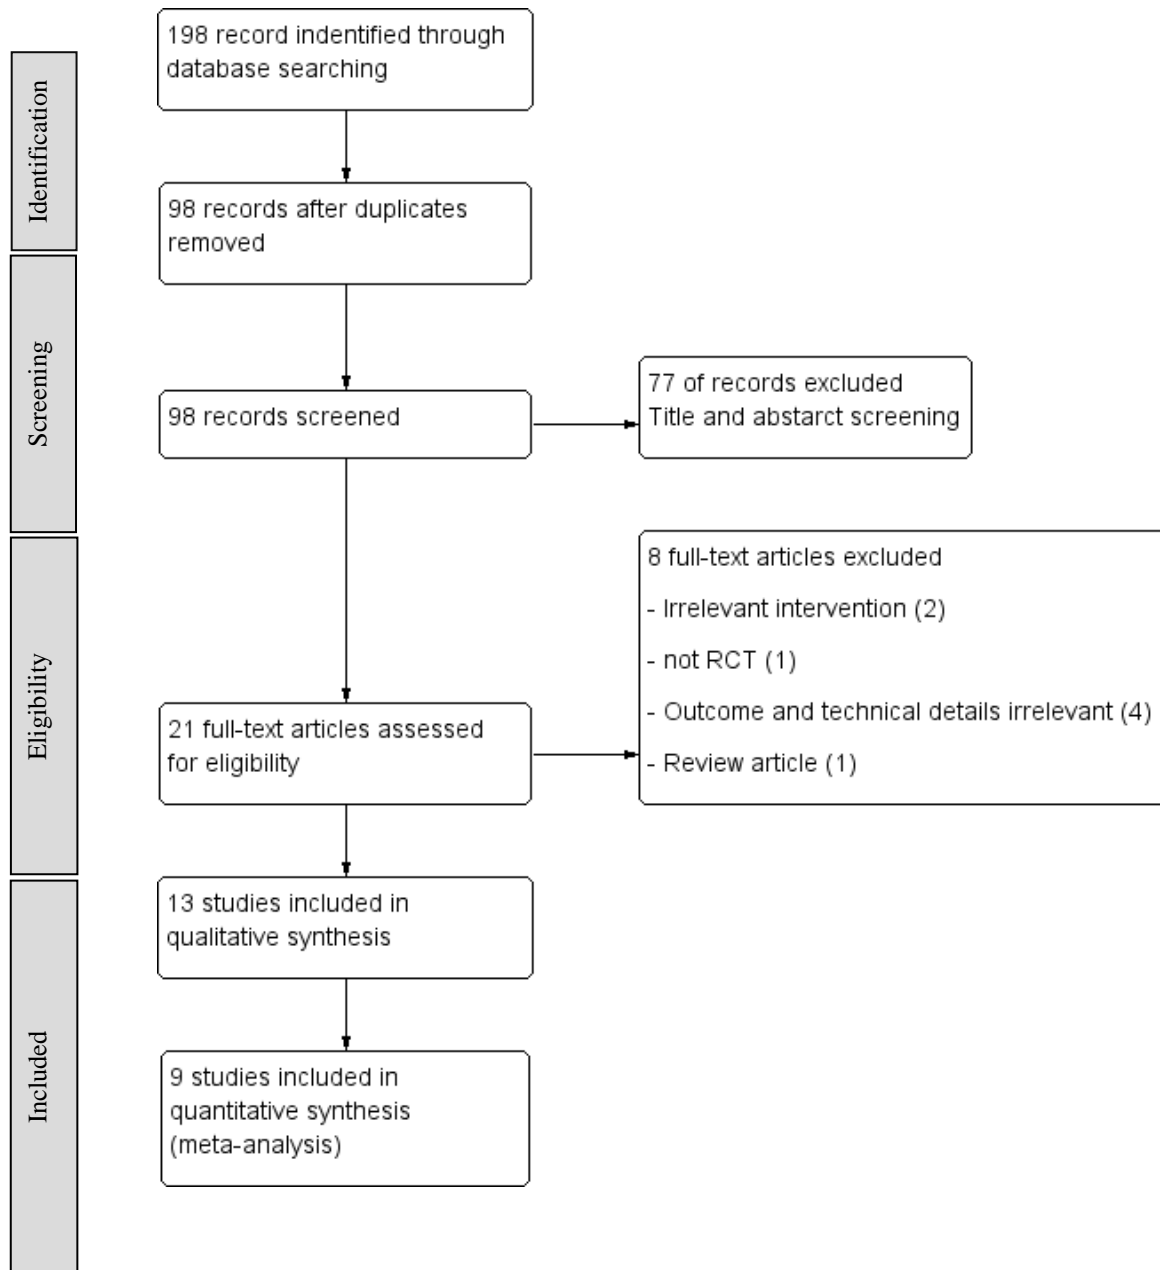 198 record indentified through
database searching
Identification
98 records after duplicates
removed
Screening
98 records screened
77 of records excluded
Title and abstarct screening
Eligibility
21 full-text articles assessed
for eligibility
8 full-text articles excluded
- Irrelevant intervention (2)
- not RCT (1)
- Outcome and technical details irrelevant (4)
- Review article (1)
Included
13 studies included in
qualitative synthesis
9 studies included in
quantitative synthesis
(meta-analysis)